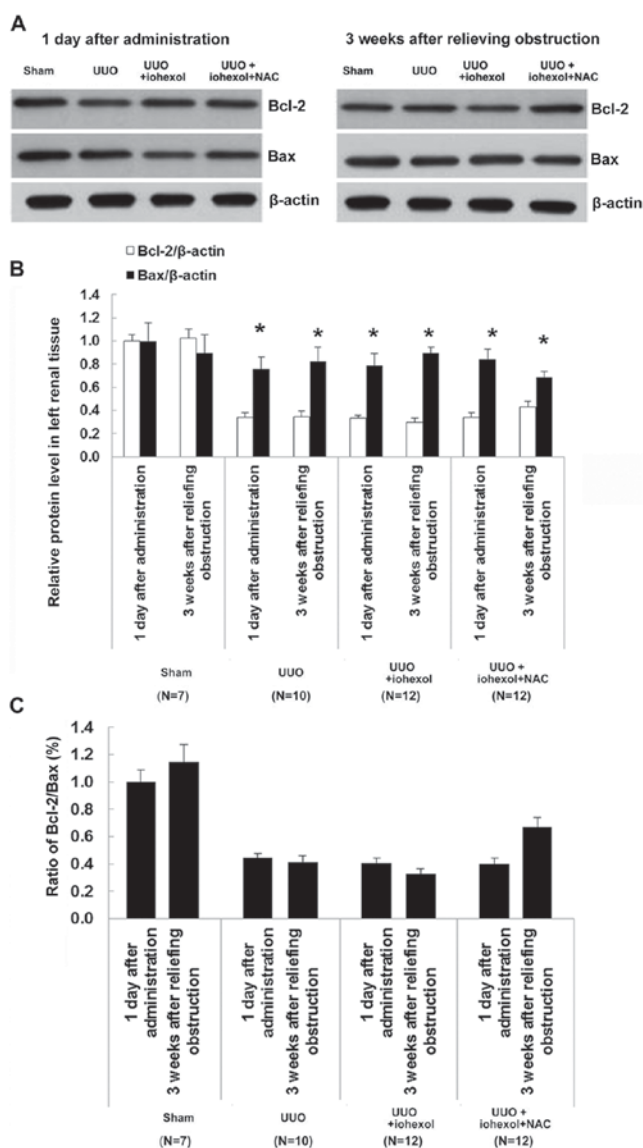 A
1 day after administration
3 weeks after relieving obstruction
Sham
UUO
UUO
+iohexol
UUO +
iohexol+NAC
Bcl-2
Bax
β-actin
Sham
UUO
UUO
+iohexol
UUO +
iohexol+NAC
Bcl-2
Bax
β-actin
B
Bcl-2/β-actin
Bax/β-actin
Relative protein level in left renal tissue
1.4
1.2
1.0
0.8
0.6
0.4
0.2
0.0
* * * * * *
1 day after administration
3 weeks after reliefing
obstruction
1 day after administration
3 weeks after reliefing
obstruction
1 day after administration
3 weeks after reliefing
obstruction
1 day after administration
3 weeks after reliefing
obstruction
Sham
(N=7)
UUO
(N=10)
UUO
+iohexol
(N=12)
UUO +
iohexol+NAC
(N=12)
C
Ratio of Bcl-2/Bax (%)
1.4
1.2
1.0
0.8
0.6
0.4
0.2
0.0
1 day after
administration
3 weeks after reliefing
obstruction
1 day after
administration
3 weeks after reliefing
obstruction
1 day after
administration
3 weeks after reliefing
obstruction
1 day after
administration
3 weeks after reliefing
obstruction
Sham
(N=7)
UUO
(N=10)
UUO
+iohexol
(N=12)
UUO +
iohexol+NAC
(N=12)